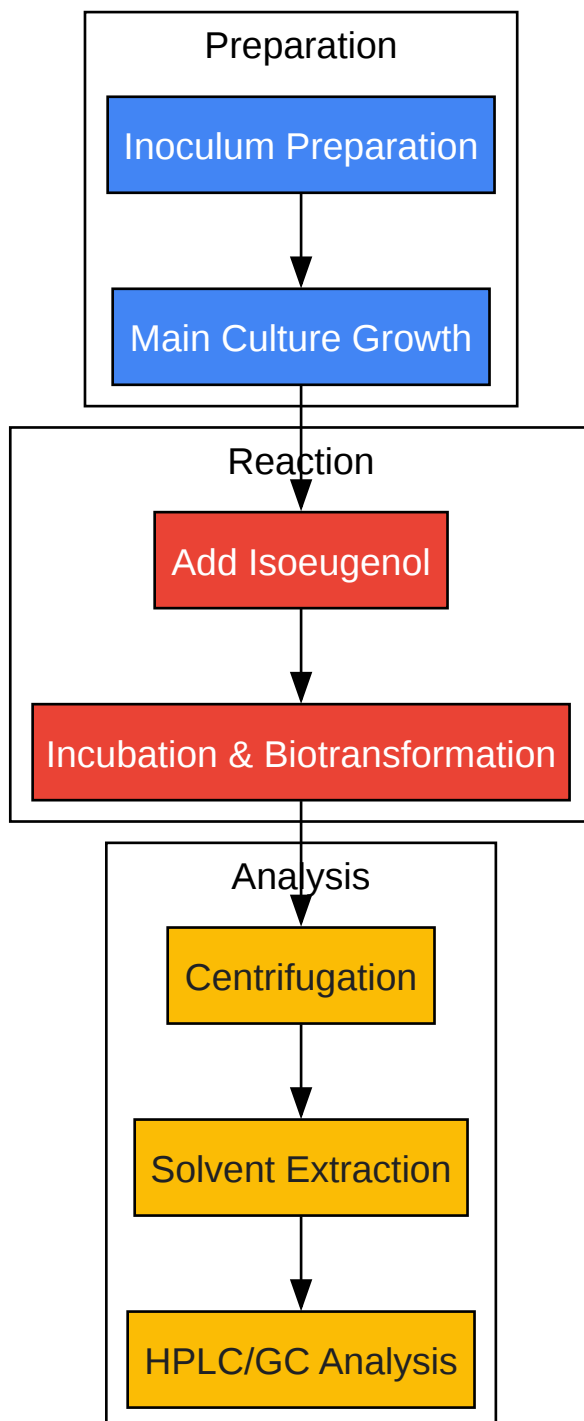 Preparation
Inoculum Preparation
Main Culture Growth
Reaction
Add Isoeugenol
Incubation & Biotransformation
Analysis
Centrifugation
Solvent Extraction
HPLC/GC Analysis